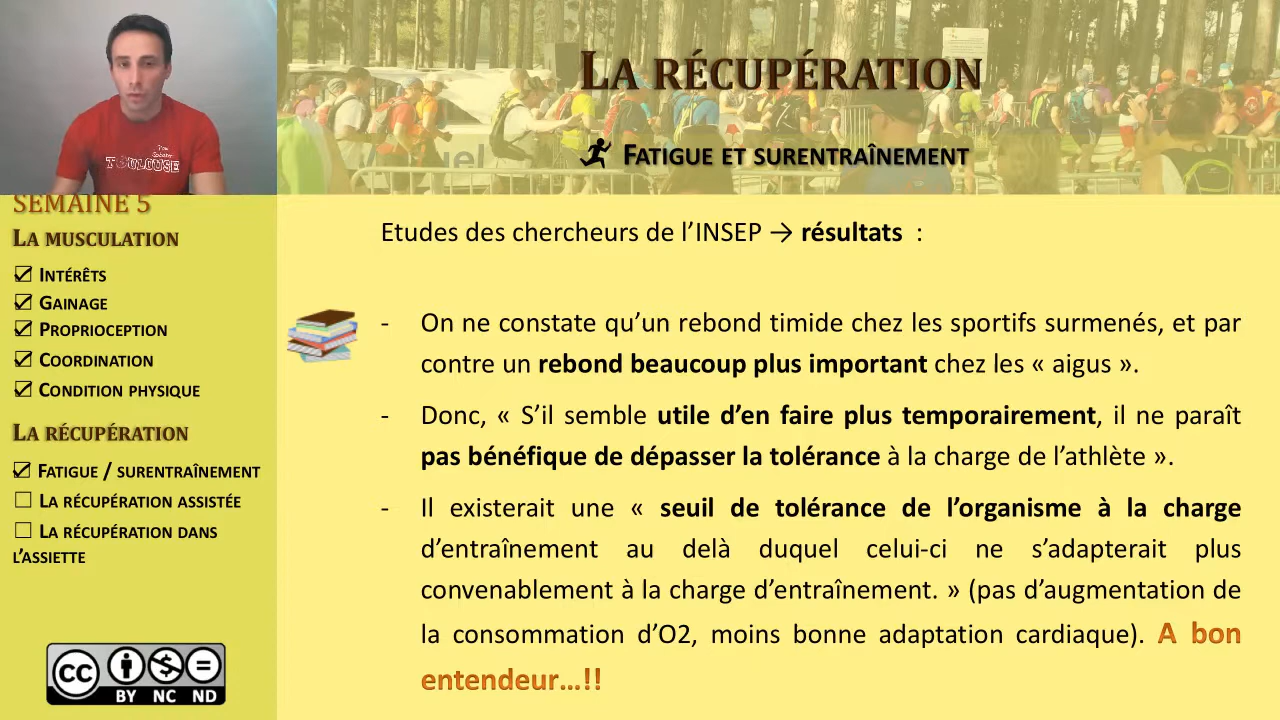 LA RÉCUPÉRATION
FATIGUE ET SURENTRAÎNEMENT
TOULOUSE
SEMAINE 5
LA MUSCULATION
☑ INTÉRÊTS
☑ GAINAGE
☑ PROPRIOCEPTION
☑ COORDINATION
☑ CONDITION PHYSIQUE
LA RÉCUPÉRATION
☑ FATIGUE / SURENTRAÎNEMENT
☐ LA RÉCUPÉRATION ASSISTÉE
☐ LA RÉCUPÉRATION DANS
L’ASSIETTE
cc
BY NC ND
Etudes des chercheurs de l’INSEP → résultats :
- On ne constate qu’un rebond timide chez les sportifs surmenés, et par
contre un rebond beaucoup plus important chez les « aigus ».
- Donc, « S’il semble utile d’en faire plus temporairement, il ne paraît
pas bénéfique de dépasser la tolérance à la charge de l’athlète ».
- Il existerait une « seuil de tolérance de l’organisme à la charge
d’entraînement au delà duquel celui-ci ne s’adapterait plus
convenablement à la charge d’entraînement. » (pas d’augmentation de
la consommation d’O2, moins bonne adaptation cardiaque). A bon
entendeur…!!